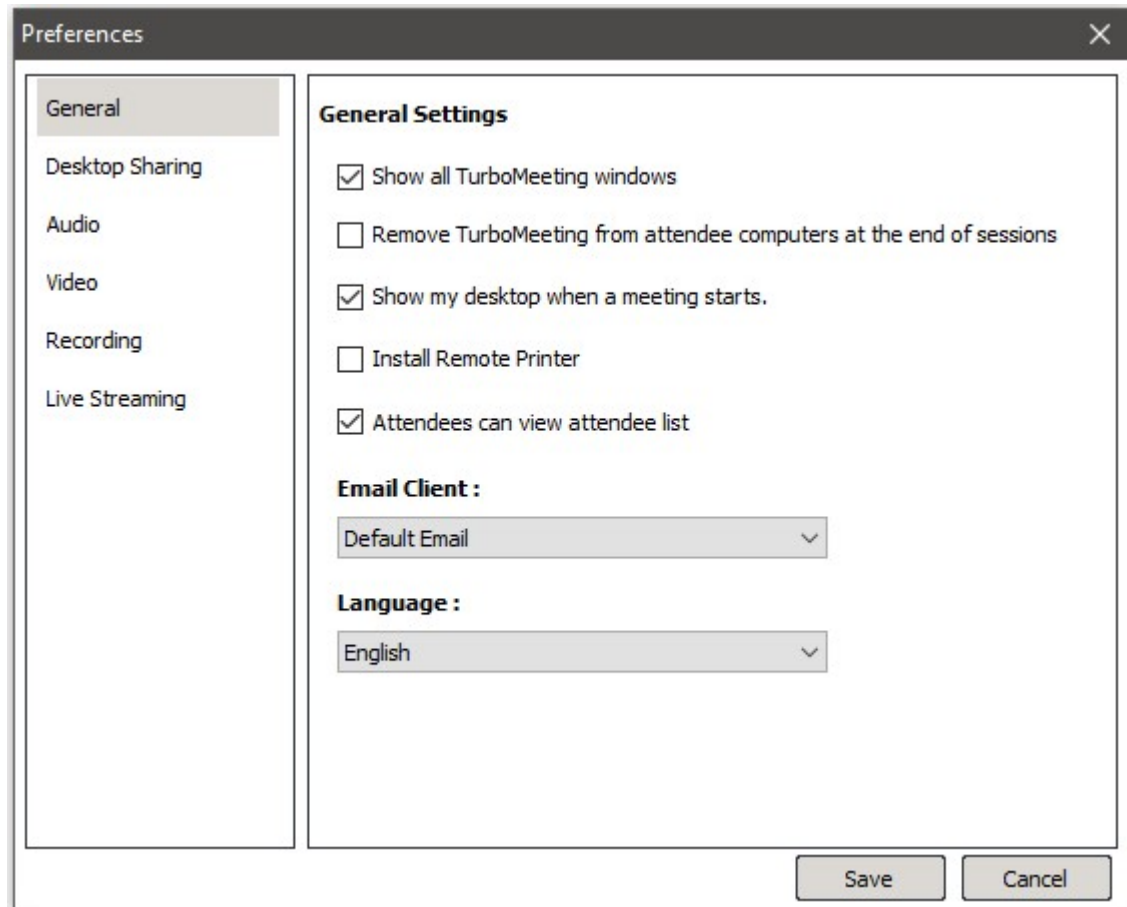 Preferences
General
Desktop Sharing
Audio
Video
Recording
Live Streaming
General Settings
Show all TurboMeeting windows
Remove TurboMeeting from attendee computers at the end of sessions
Show my desktop when a meeting starts.
Install Remote Printer
Attendees can view attendee list
Email Client :
Default Email
Language :
English
Save
Cancel